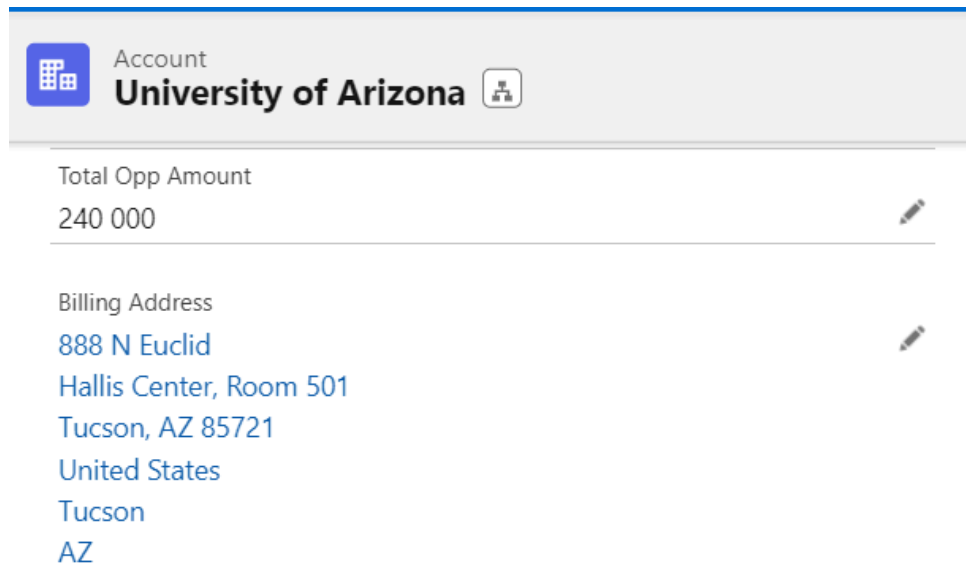 Account
University of Arizona
Total Opp Amount
240 000
Billing Address
888 N Euclid
Hallis Center, Room 501
Tucson, AZ 85721
United States
Tucson
AZ